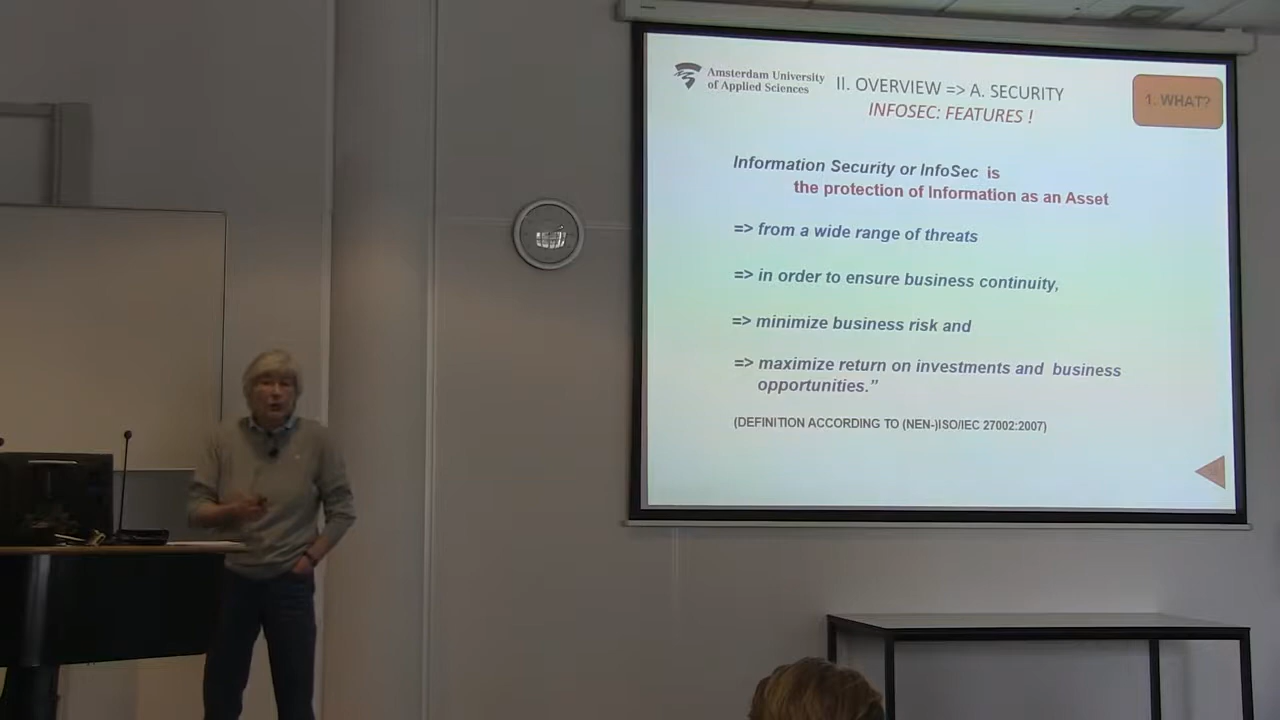 Amsterdam University
of Applied Sciences
II. OVERVIEW => A. SECURITY
INFOSEC: FEATURES !
1. WHAT?
Information Security or InfoSec is
the protection of Information as an Asset
=> from a wide range of threats
=> in order to ensure business continuity,
=> minimize business risk and
=> maximize return on investments and business
opportunities.”
(DEFINITION ACCORDING TO (NEN-)ISO/IEC 27002:2007)